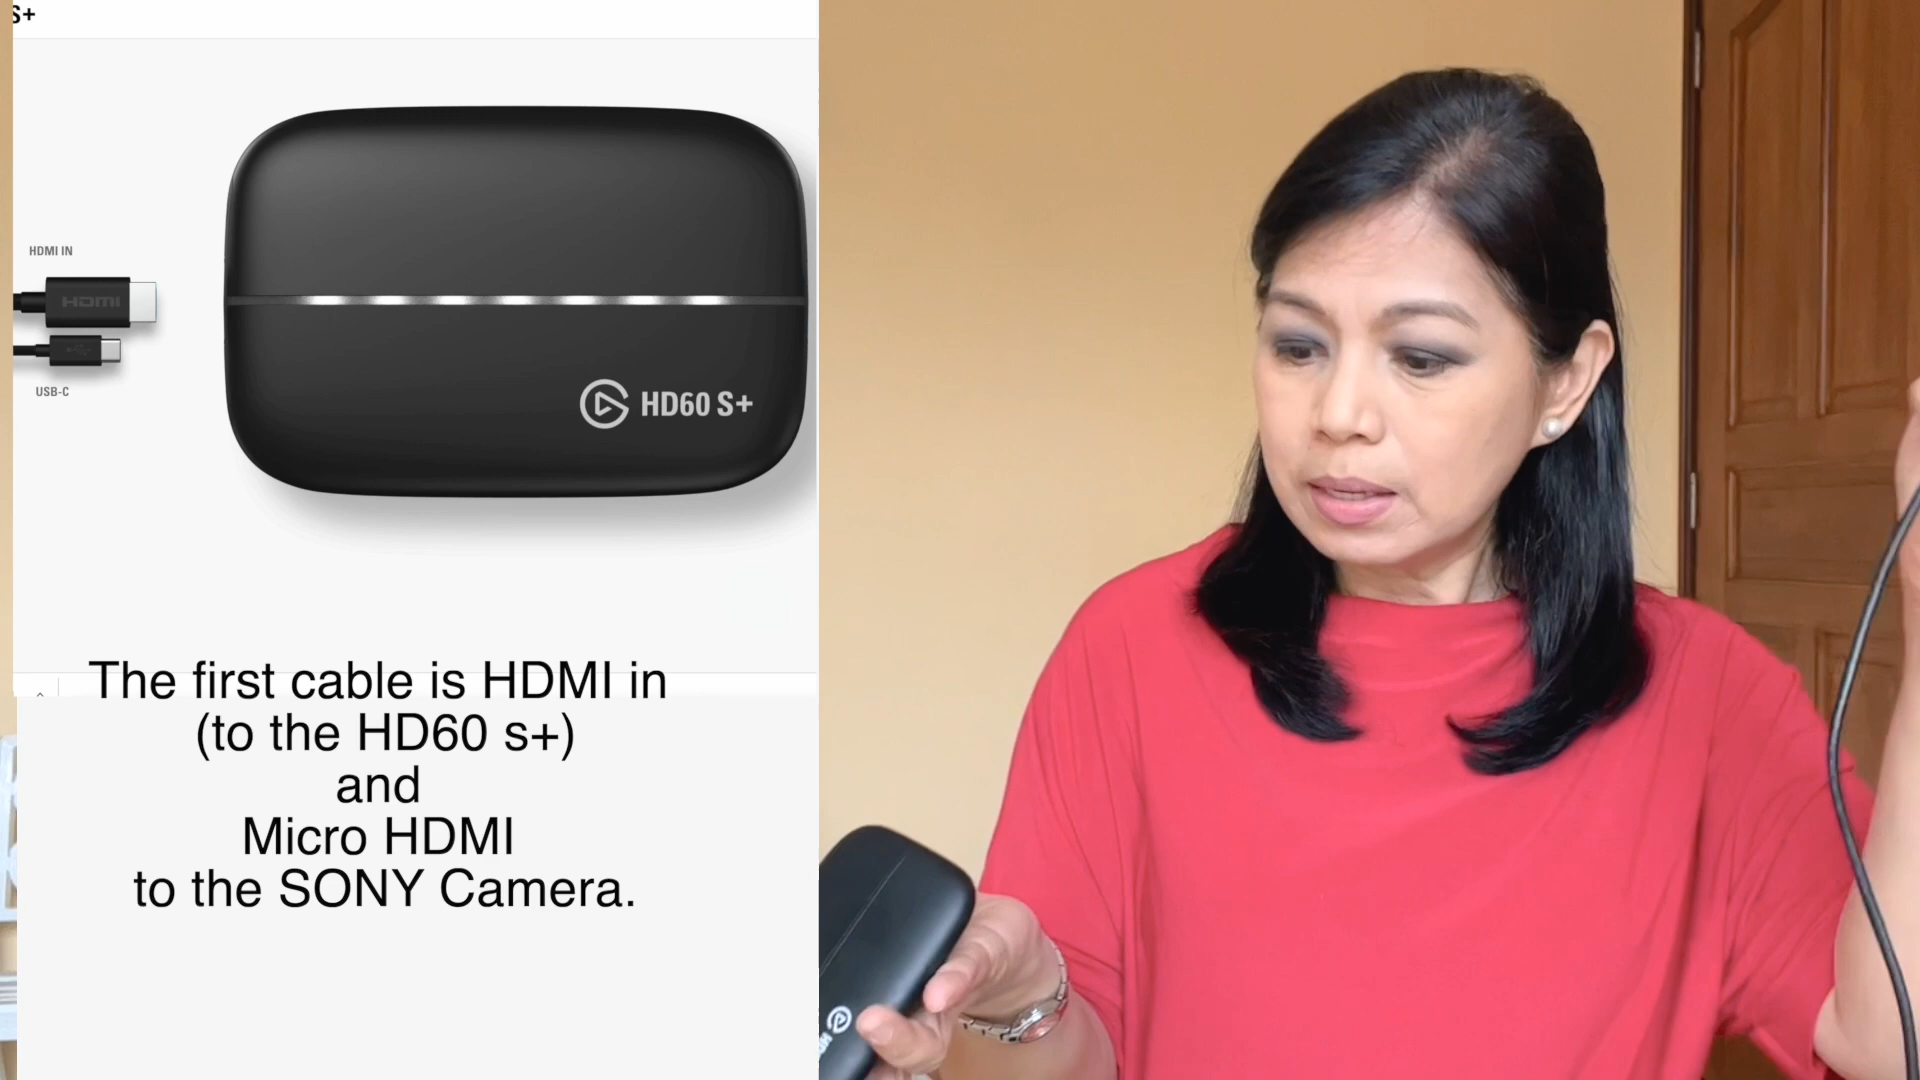 S+
HDMI IN
HDMI
USB-C
HD60 S+
The first cable is HDMI in
(to the HD60 s+)
and
Micro HDMI
to the SONY Camera.